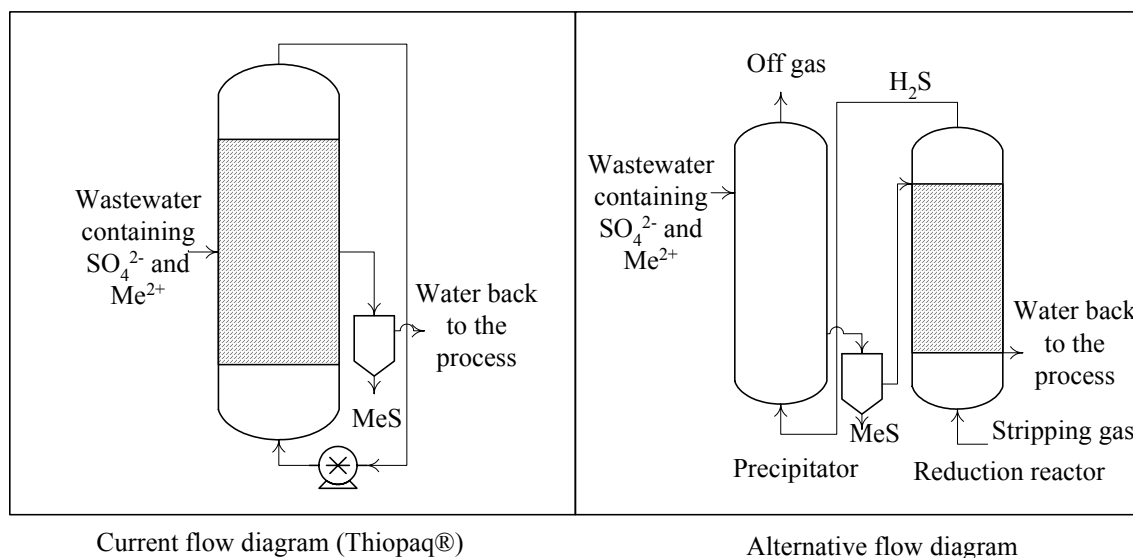 Wastewater
containing
SO₄²⁻ and
Me²⁺
Water back
to the
process
MeS
Off gas
H₂S
Wastewater
containing
SO₄²⁻ and
Me²⁺
Water back
to the
process
MeS
Stripping gas
Precipitator
Reduction reactor
Current flow diagram (Thiopaq®)
Alternative flow diagram